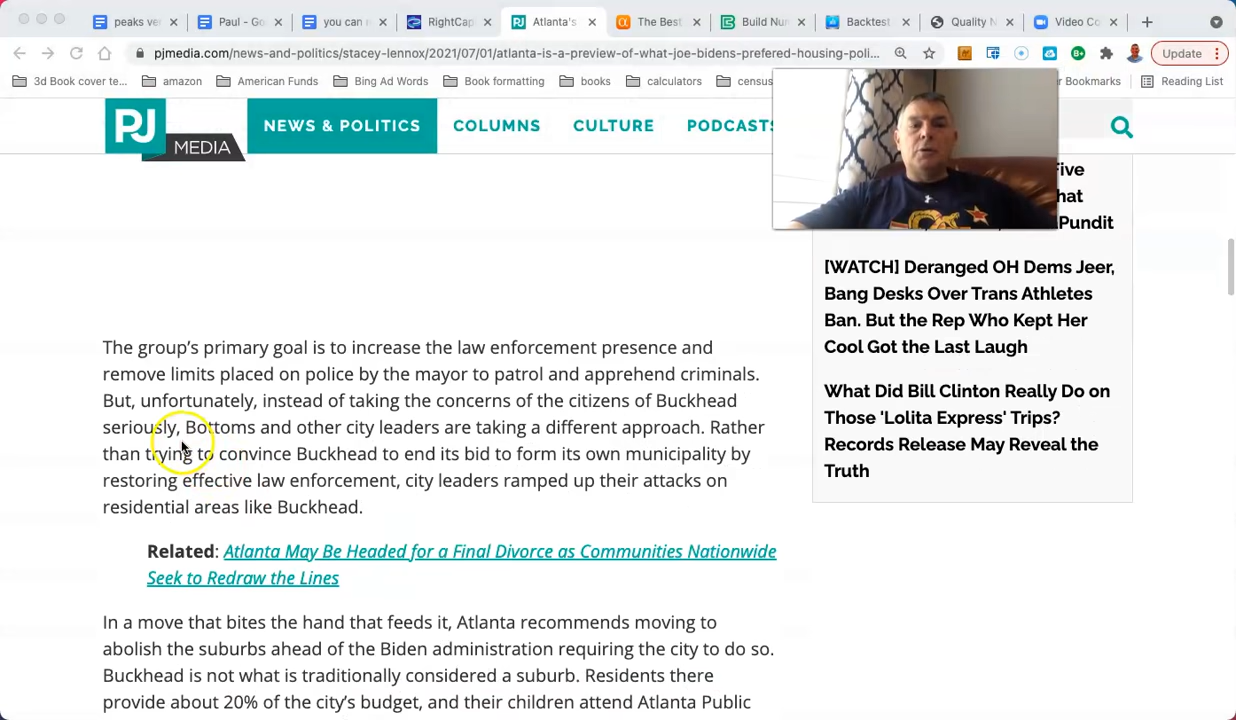 peaks ver
Paul - Go
you can n
RightCap
Atlanta's
The Best
Build Nu
Backtest
Quality N
Video Co
pjmedia.com/news-and-politics/stacey-lennox/2021/07/01/atlanta-is-a-preview-of-what-joe-bidens-prefered-housing-poli...
Update
3d Book cover te...
amazon
American Funds
Bing Ad Words
Book formatting
books
calculators
census
r Bookmarks
Reading List
PJ
MEDIA
NEWS & POLITICS
COLUMNS
CULTURE
PODCASTS
Five
hat
Pundit
[WATCH] Deranged OH Dems Jeer,
Bang Desks Over Trans Athletes
Ban. But the Rep Who Kept Her
Cool Got the Last Laugh
What Did Bill Clinton Really Do on
Those 'Lolita Express' Trips?
Records Release May Reveal the
Truth
The group's primary goal is to increase the law enforcement presence and
remove limits placed on police by the mayor to patrol and apprehend criminals.
But, unfortunately, instead of taking the concerns of the citizens of Buckhead
seriously, Bottoms and other city leaders are taking a different approach. Rather
than trying to convince Buckhead to end its bid to form its own municipality by
restoring effective law enforcement, city leaders ramped up their attacks on
residential areas like Buckhead.
Related: Atlanta May Be Headed for a Final Divorce as Communities Nationwide
Seek to Redraw the Lines
In a move that bites the hand that feeds it, Atlanta recommends moving to
abolish the suburbs ahead of the Biden administration requiring the city to do so.
Buckhead is not what is traditionally considered a suburb. Residents there
provide about 20% of the city's budget, and their children attend Atlanta Public